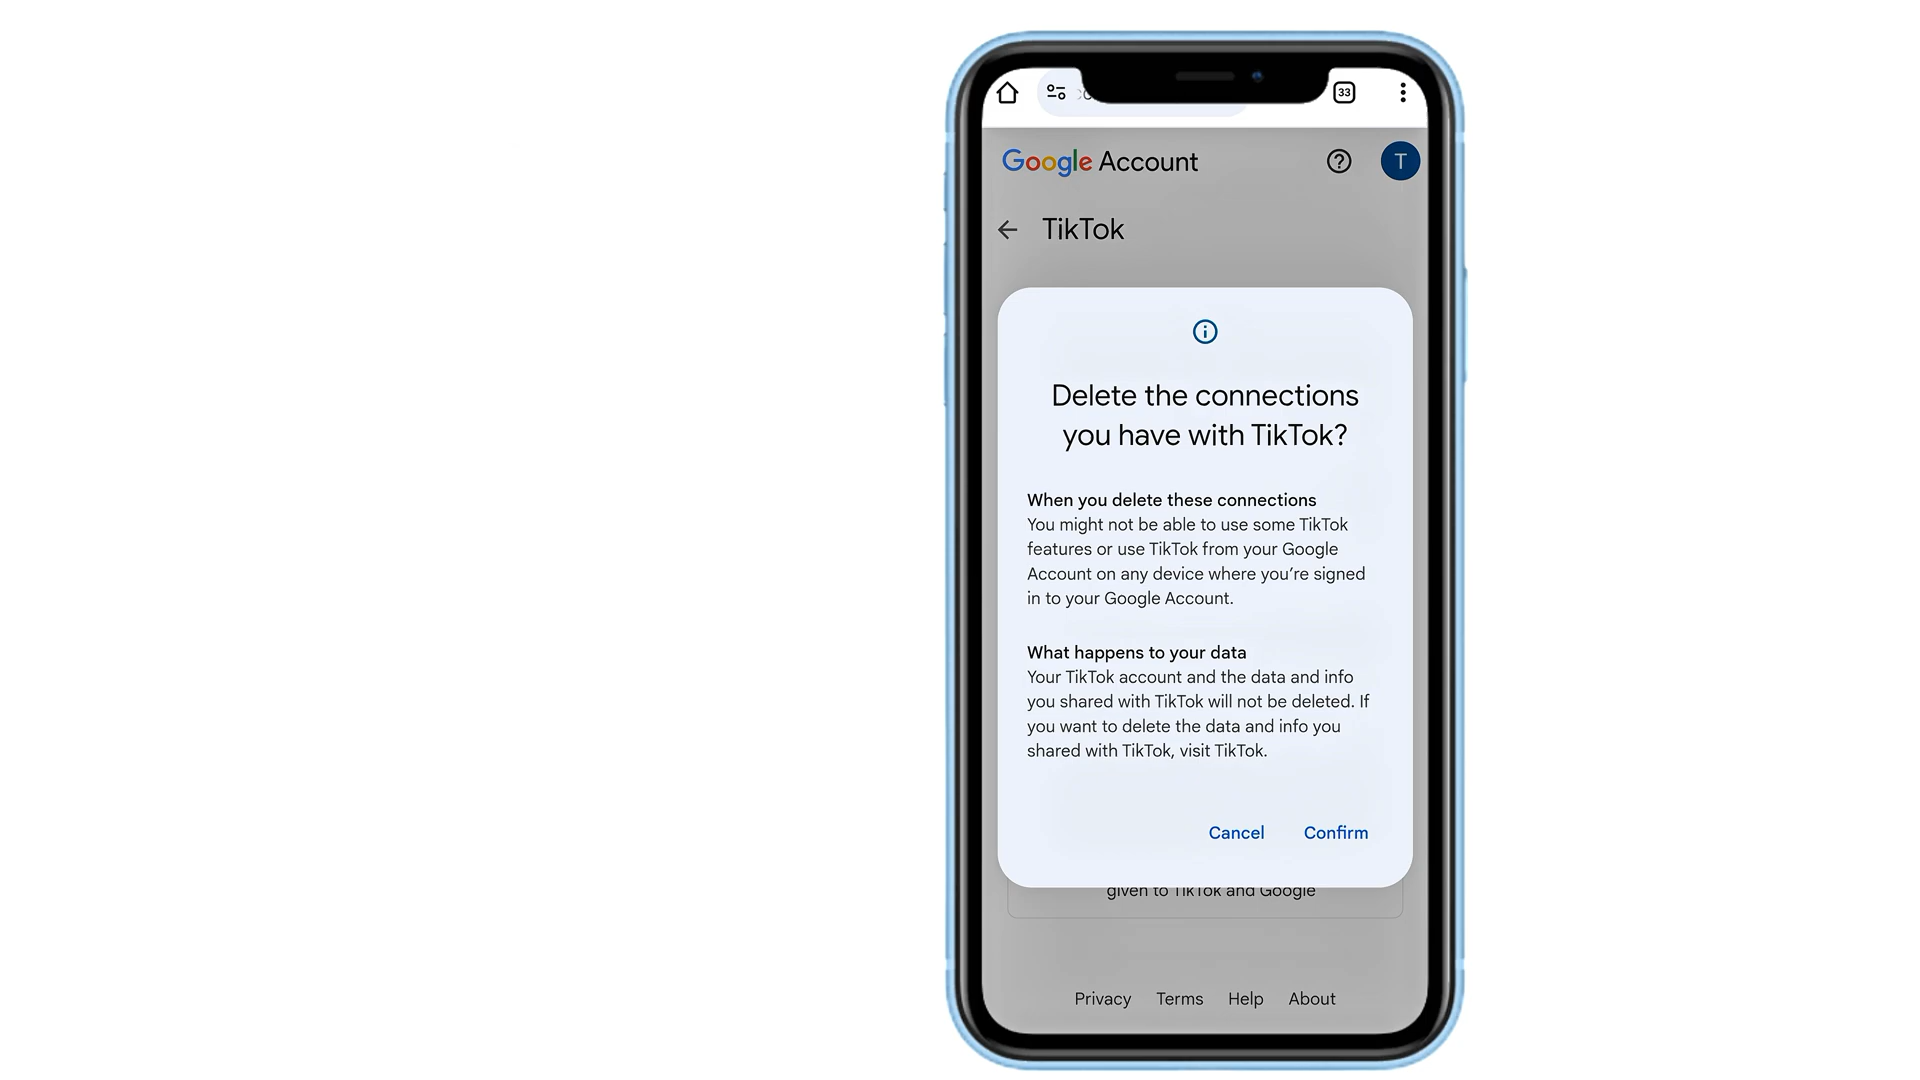 33
Google Account
T
TikTok
Delete the connections
you have with TikTok?
When you delete these connections
You might not be able to use some TikTok
features or use TikTok from your Google
Account on any device where you're signed
in to your Google Account.
What happens to your data
Your TikTok account and the data and info
you shared with TikTok will not be deleted. If
you want to delete the data and info you
shared with TikTok, visit TikTok.
Cancel Confirm
given to TikTok and Google
Privacy Terms Help About